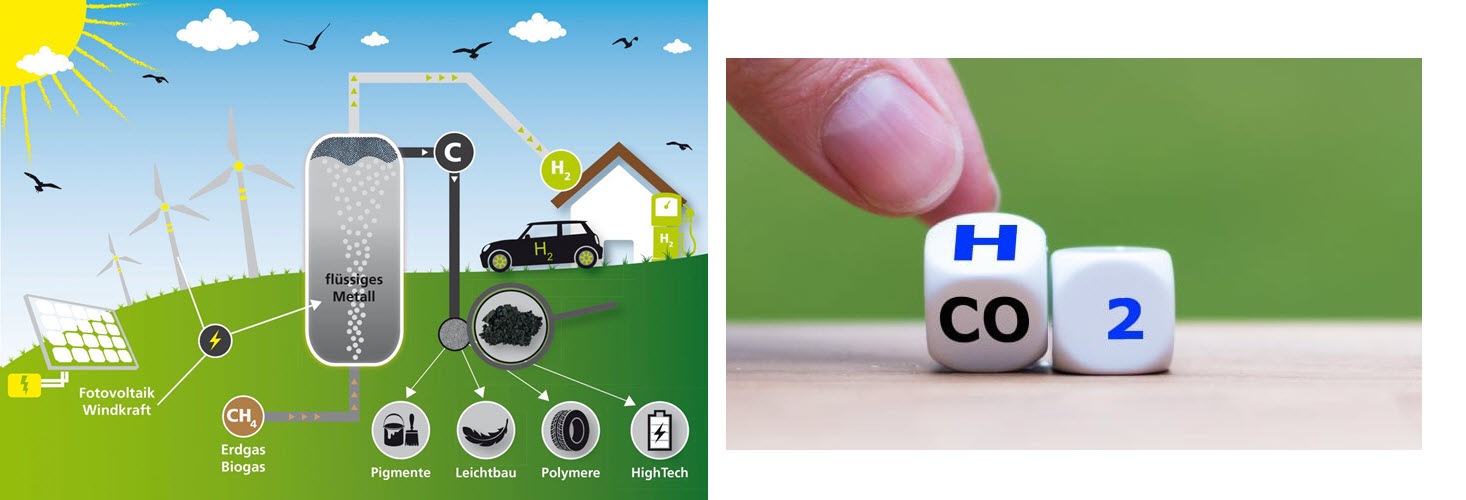 C
H₂
H₂
H₂
flüssiges
Metall
Fotovoltaik
Windkraft
CH₄
Erdgas
Biogas
Pigmente
Leichtbau
Polymere
HighTech
H
CO 2